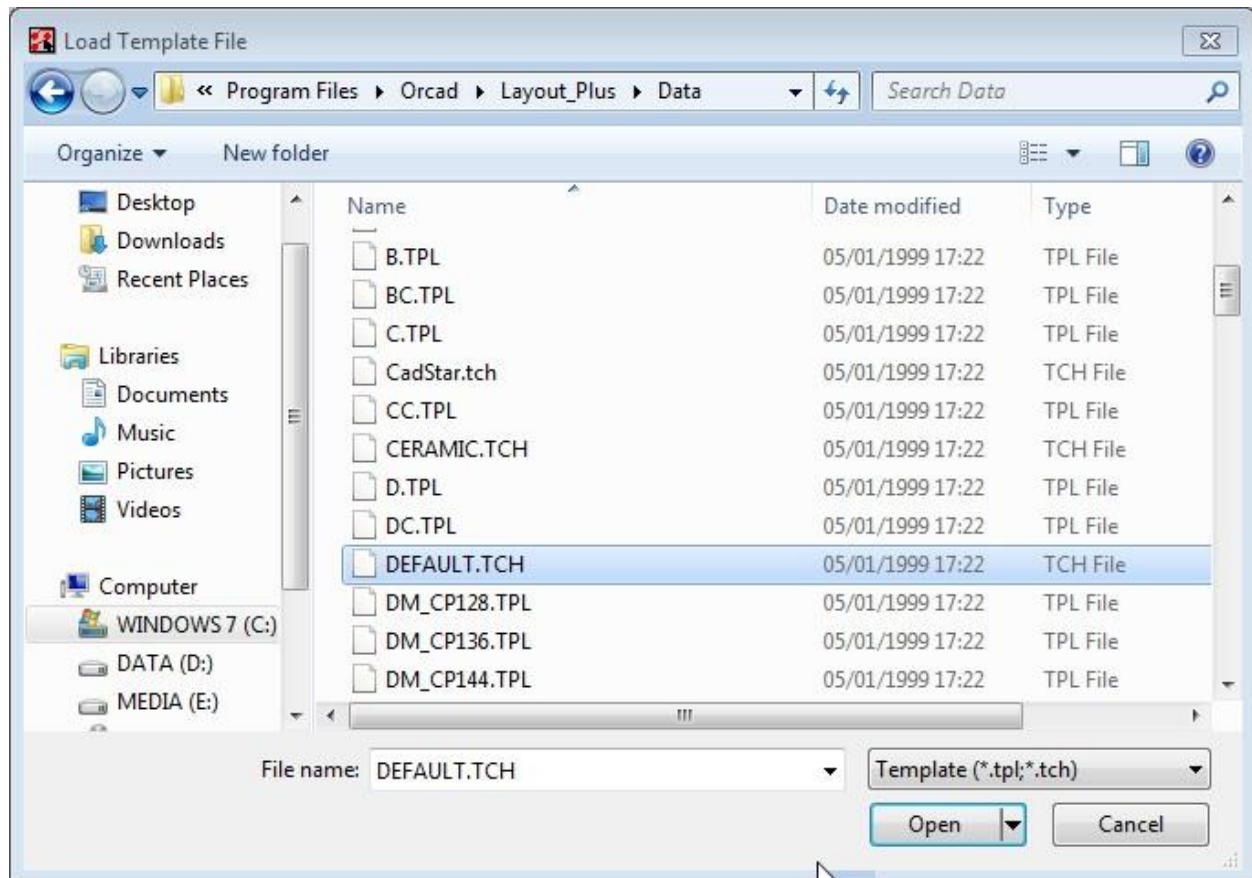 Load Template File
« Program Files ▸ Orcad ▸ Layout_Plus ▸ Data
Search Data
Organize ▾ New folder
Desktop
Downloads
Recent Places
Libraries
Documents
Music
Pictures
Videos
Computer
WINDOWS 7 (C:)
DATA (D:)
MEDIA (E:)
Name Date modified Type
B.TPL 05/01/1999 17:22 TPL File
BC.TPL 05/01/1999 17:22 TPL File
C.TPL 05/01/1999 17:22 TPL File
CadStar.tch 05/01/1999 17:22 TCH File
CC.TPL 05/01/1999 17:22 TPL File
CERAMIC.TCH 05/01/1999 17:22 TCH File
D.TPL 05/01/1999 17:22 TPL File
DC.TPL 05/01/1999 17:22 TPL File
DEFAULT.TCH 05/01/1999 17:22 TCH File
DM_CP128.TPL 05/01/1999 17:22 TPL File
DM_CP136.TPL 05/01/1999 17:22 TPL File
DM_CP144.TPL 05/01/1999 17:22 TPL File
File name: DEFAULT.TCH Template (*.tpl;*.tch)
Open Cancel